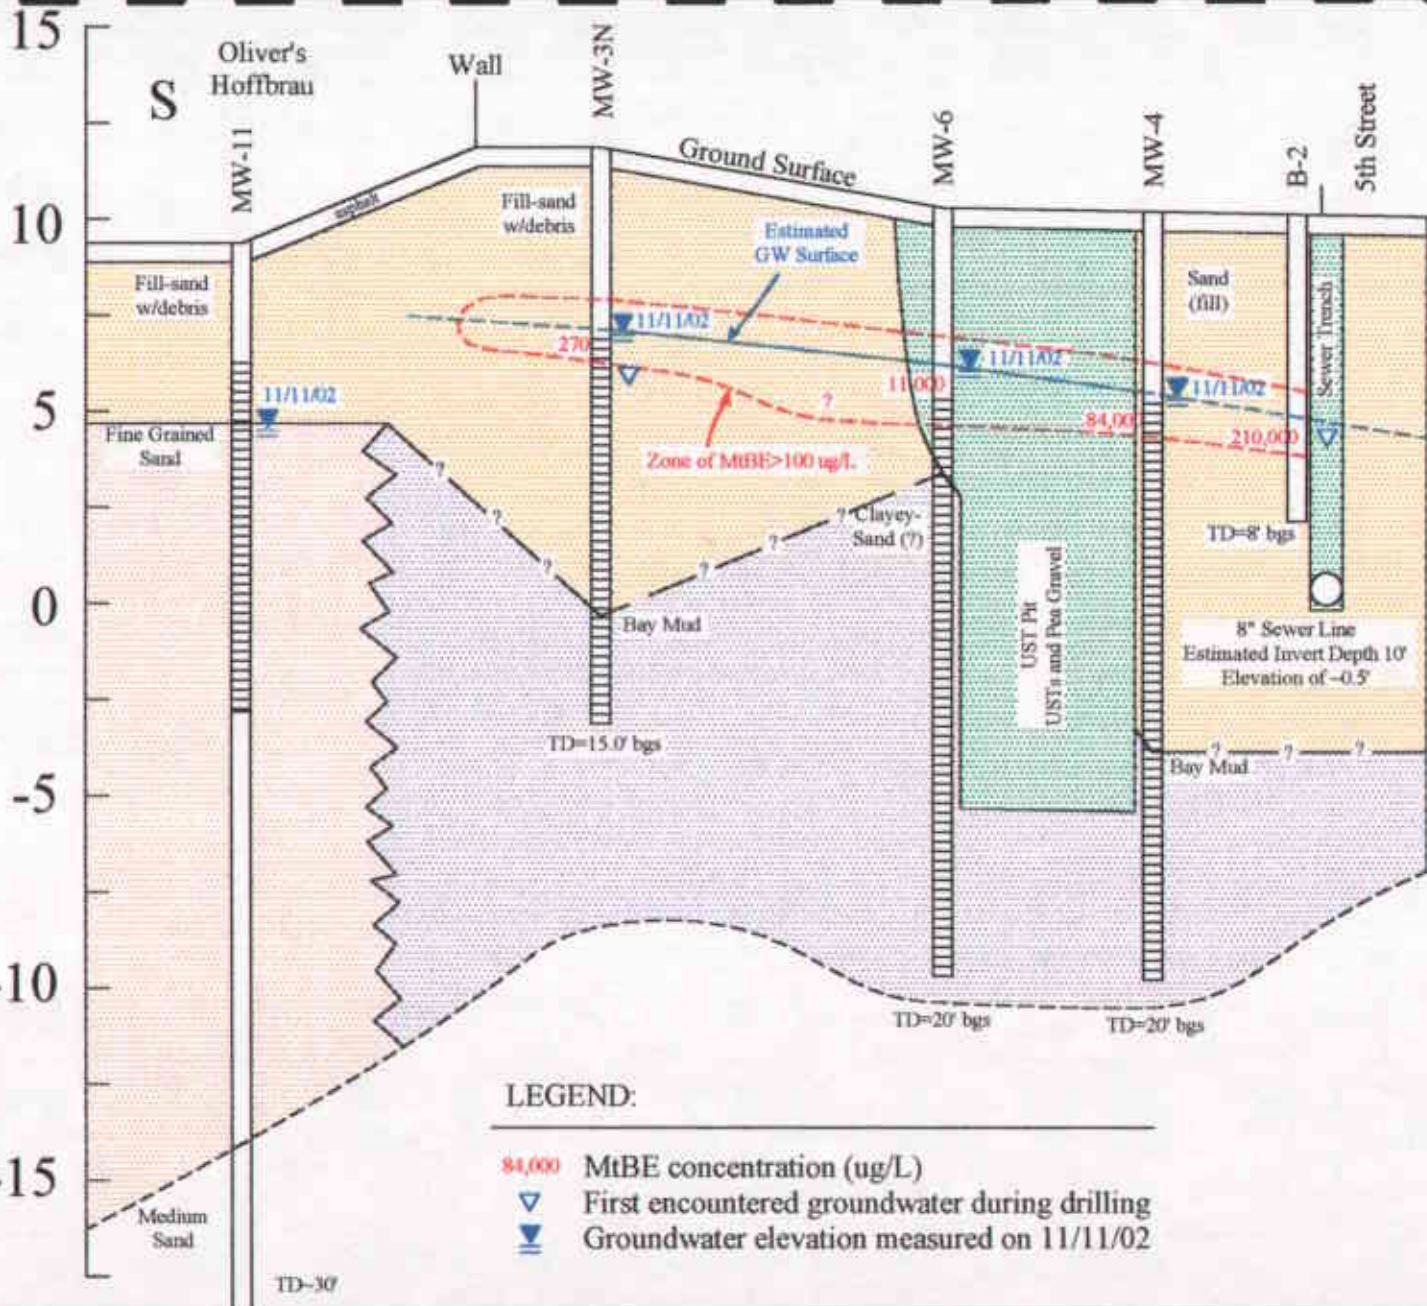 15
10
5
0
-5
-10
-15
S
Oliver's
Hoffbrau
Wall
MW-11
MW-3N
MW-6
MW-4
B-2
5th Street
Ground Surface
asphalt
Fill-sand
w/debris
Fill-sand
w/debris
Estimated
GW Surface
Sand
(fill)
Sewer Trench
11/11/02
11/11/02
11/11/02
11/11/02
270
11,000
84,00
210,000
?
Zone of MtBE>100 ug/L
Fine Grained
Sand
? ? ? ? ? ?
Clayey-
Sand (?)
TD=8' bgs
UST Pit
USTs and Pea Gravel
Bay Mud
8" Sewer Line
Estimated Invert Depth 10'
Elevation of ~0.5'
TD=15.0' bgs
? ? ?
Bay Mud
TD=20' bgs
TD=20' bgs
Medium
Sand
TD~30'
LEGEND:
84,000 MtBE concentration (ug/L)
First encountered groundwater during drilling
Groundwater elevation measured on 11/11/02